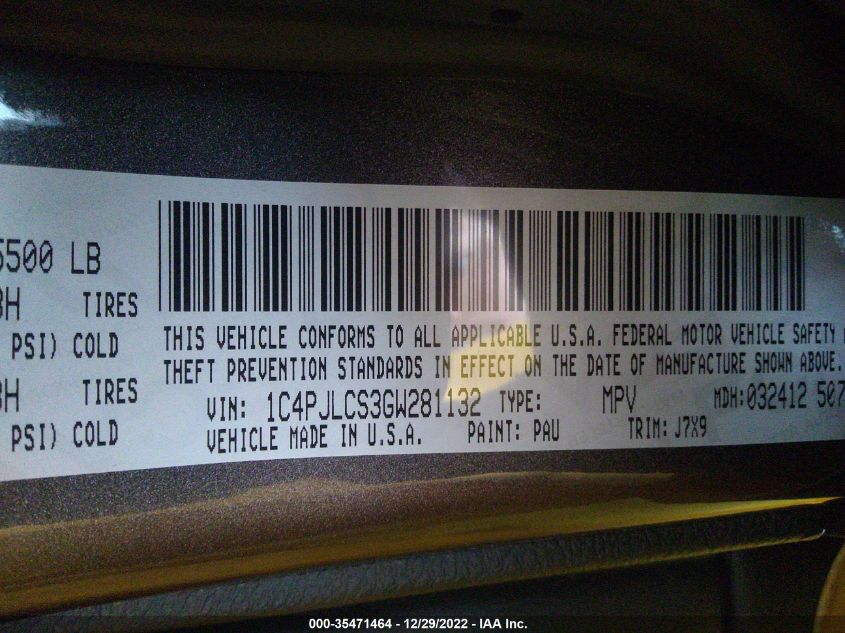 5500 LB
3H TIRES
PSI) COLD
3H TIRES
PSI) COLD
THIS VEHICLE CONFORMS TO ALL APPLICABLE U.S.A. FEDERAL MOTOR VEHICLE SAFETY
THEFT PREVENTION STANDARDS IN EFFECT ON THE DATE OF MANUFACTURE SHOWN ABOVE.
VIN: 1C4PJLCS3GW281132 TYPE: MPV MDH:032412 507
VEHICLE MADE IN U.S.A. PAINT: PAU TRIM: J7X9
000-35471464 - 12/29/2022 - IAA Inc.